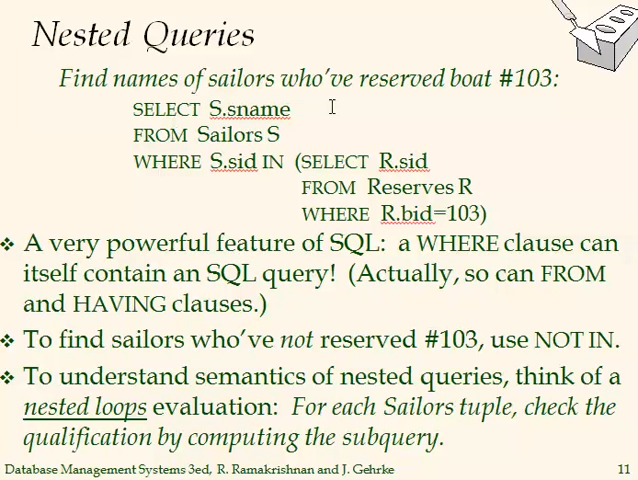 Nested Queries
Find names of sailors who've reserved boat #103:
SELECT S.sname
FROM Sailors S
WHERE S.sid IN (SELECT R.sid
FROM Reserves R
WHERE R.bid=103)
❖ A very powerful feature of SQL: a WHERE clause can
itself contain an SQL query! (Actually, so can FROM
and HAVING clauses.)
❖ To find sailors who've not reserved #103, use NOT IN.
❖ To understand semantics of nested queries, think of a
nested loops evaluation: For each Sailors tuple, check the
qualification by computing the subquery.
Database Management Systems 3ed, R. Ramakrishnan and J. Gehrke 11